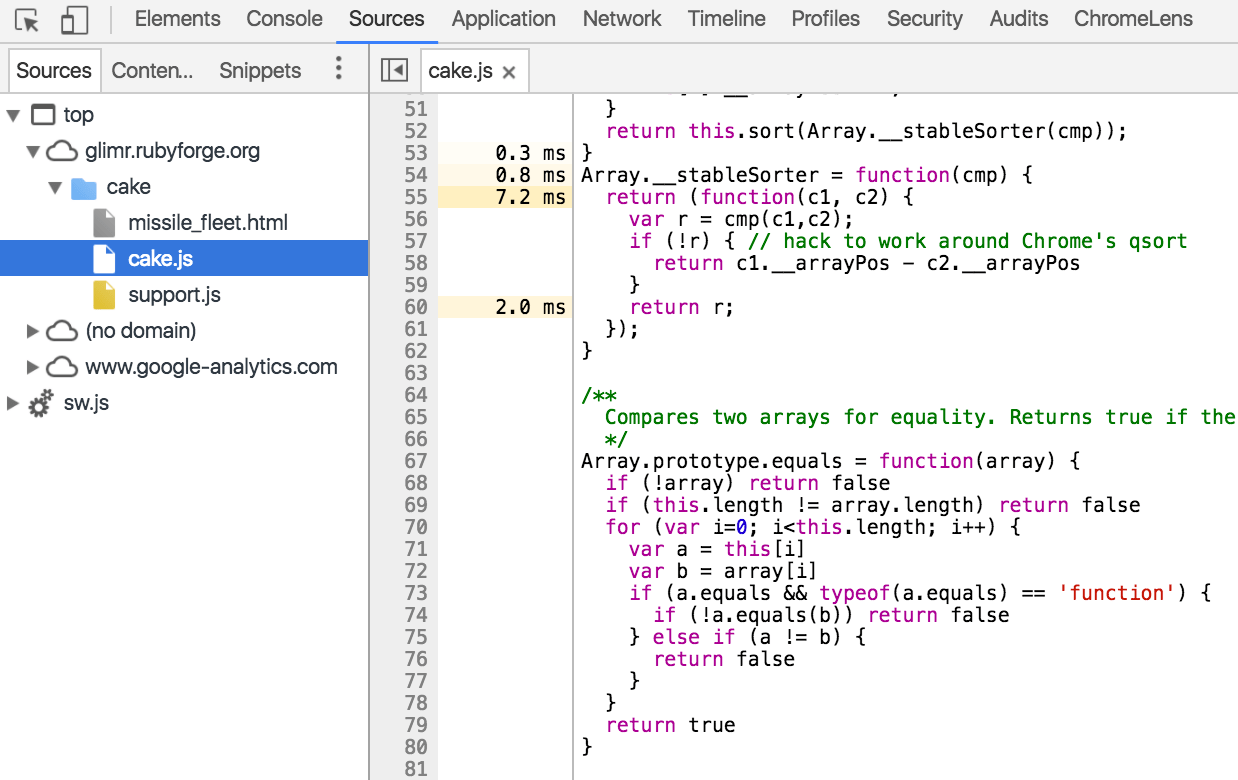 Elements Console Sources Application Network Timeline Profiles Security Audits ChromeLens
Sources Conten... Snippets
cake.js ×
top
glimr.rubyforge.org
cake
missile_fleet.html
cake.js
support.js
(no domain)
www.google-analytics.com
sw.js
51 }
52 return this.sort(Array.__stableSorter(cmp));
53 0.3 ms }
54 0.8 ms Array.__stableSorter = function(cmp) {
55 7.2 ms return (function(c1, c2) {
56 var r = cmp(c1,c2);
57 if (!r) { // hack to work around Chrome's qsort
58 return c1.__arrayPos - c2.__arrayPos
59 }
60 2.0 ms return r;
61 });
62 }
63
64 /**
65 Compares two arrays for equality. Returns true if the
66 */
67 Array.prototype.equals = function(array) {
68 if (!array) return false
69 if (this.length != array.length) return false
70 for (var i=0; i<this.length; i++) {
71 var a = this[i]
72 var b = array[i]
73 if (a.equals && typeof(a.equals) == 'function') {
74 if (!a.equals(b)) return false
75 } else if (a != b) {
76 return false
77 }
78 }
79 return true
80 }
81